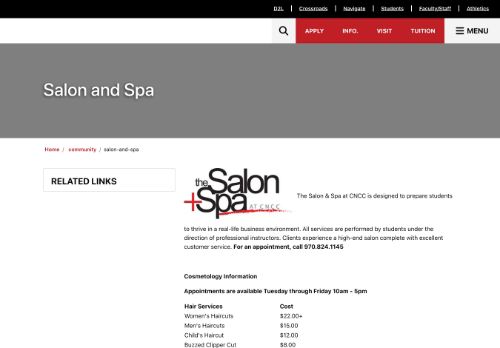 D2L | Crossroads | Navigate | Students | Faculty/Staff | Athletics
APPLY INFO. VISIT TUITION MENU
Salon and Spa
Home / community / salon-and-spa
RELATED LINKS
the Salon
+Spa
AT CNCC
The Salon & Spa at CNCC is designed to prepare students
to thrive in a real-life business environment. All services are performed by students under the
direction of professional instructors. Clients experience a high-end salon complete with excellent
customer service. For an appointment, call 970.824.1145
Cosmetology Information
Appointments are available Tuesday through Friday 10am - 5pm
Hair Services Cost
Women's Haircuts $22.00+
Men's Haircuts $15.00
Child's Haircut $12.00
Buzzed Clipper Cut $8.00